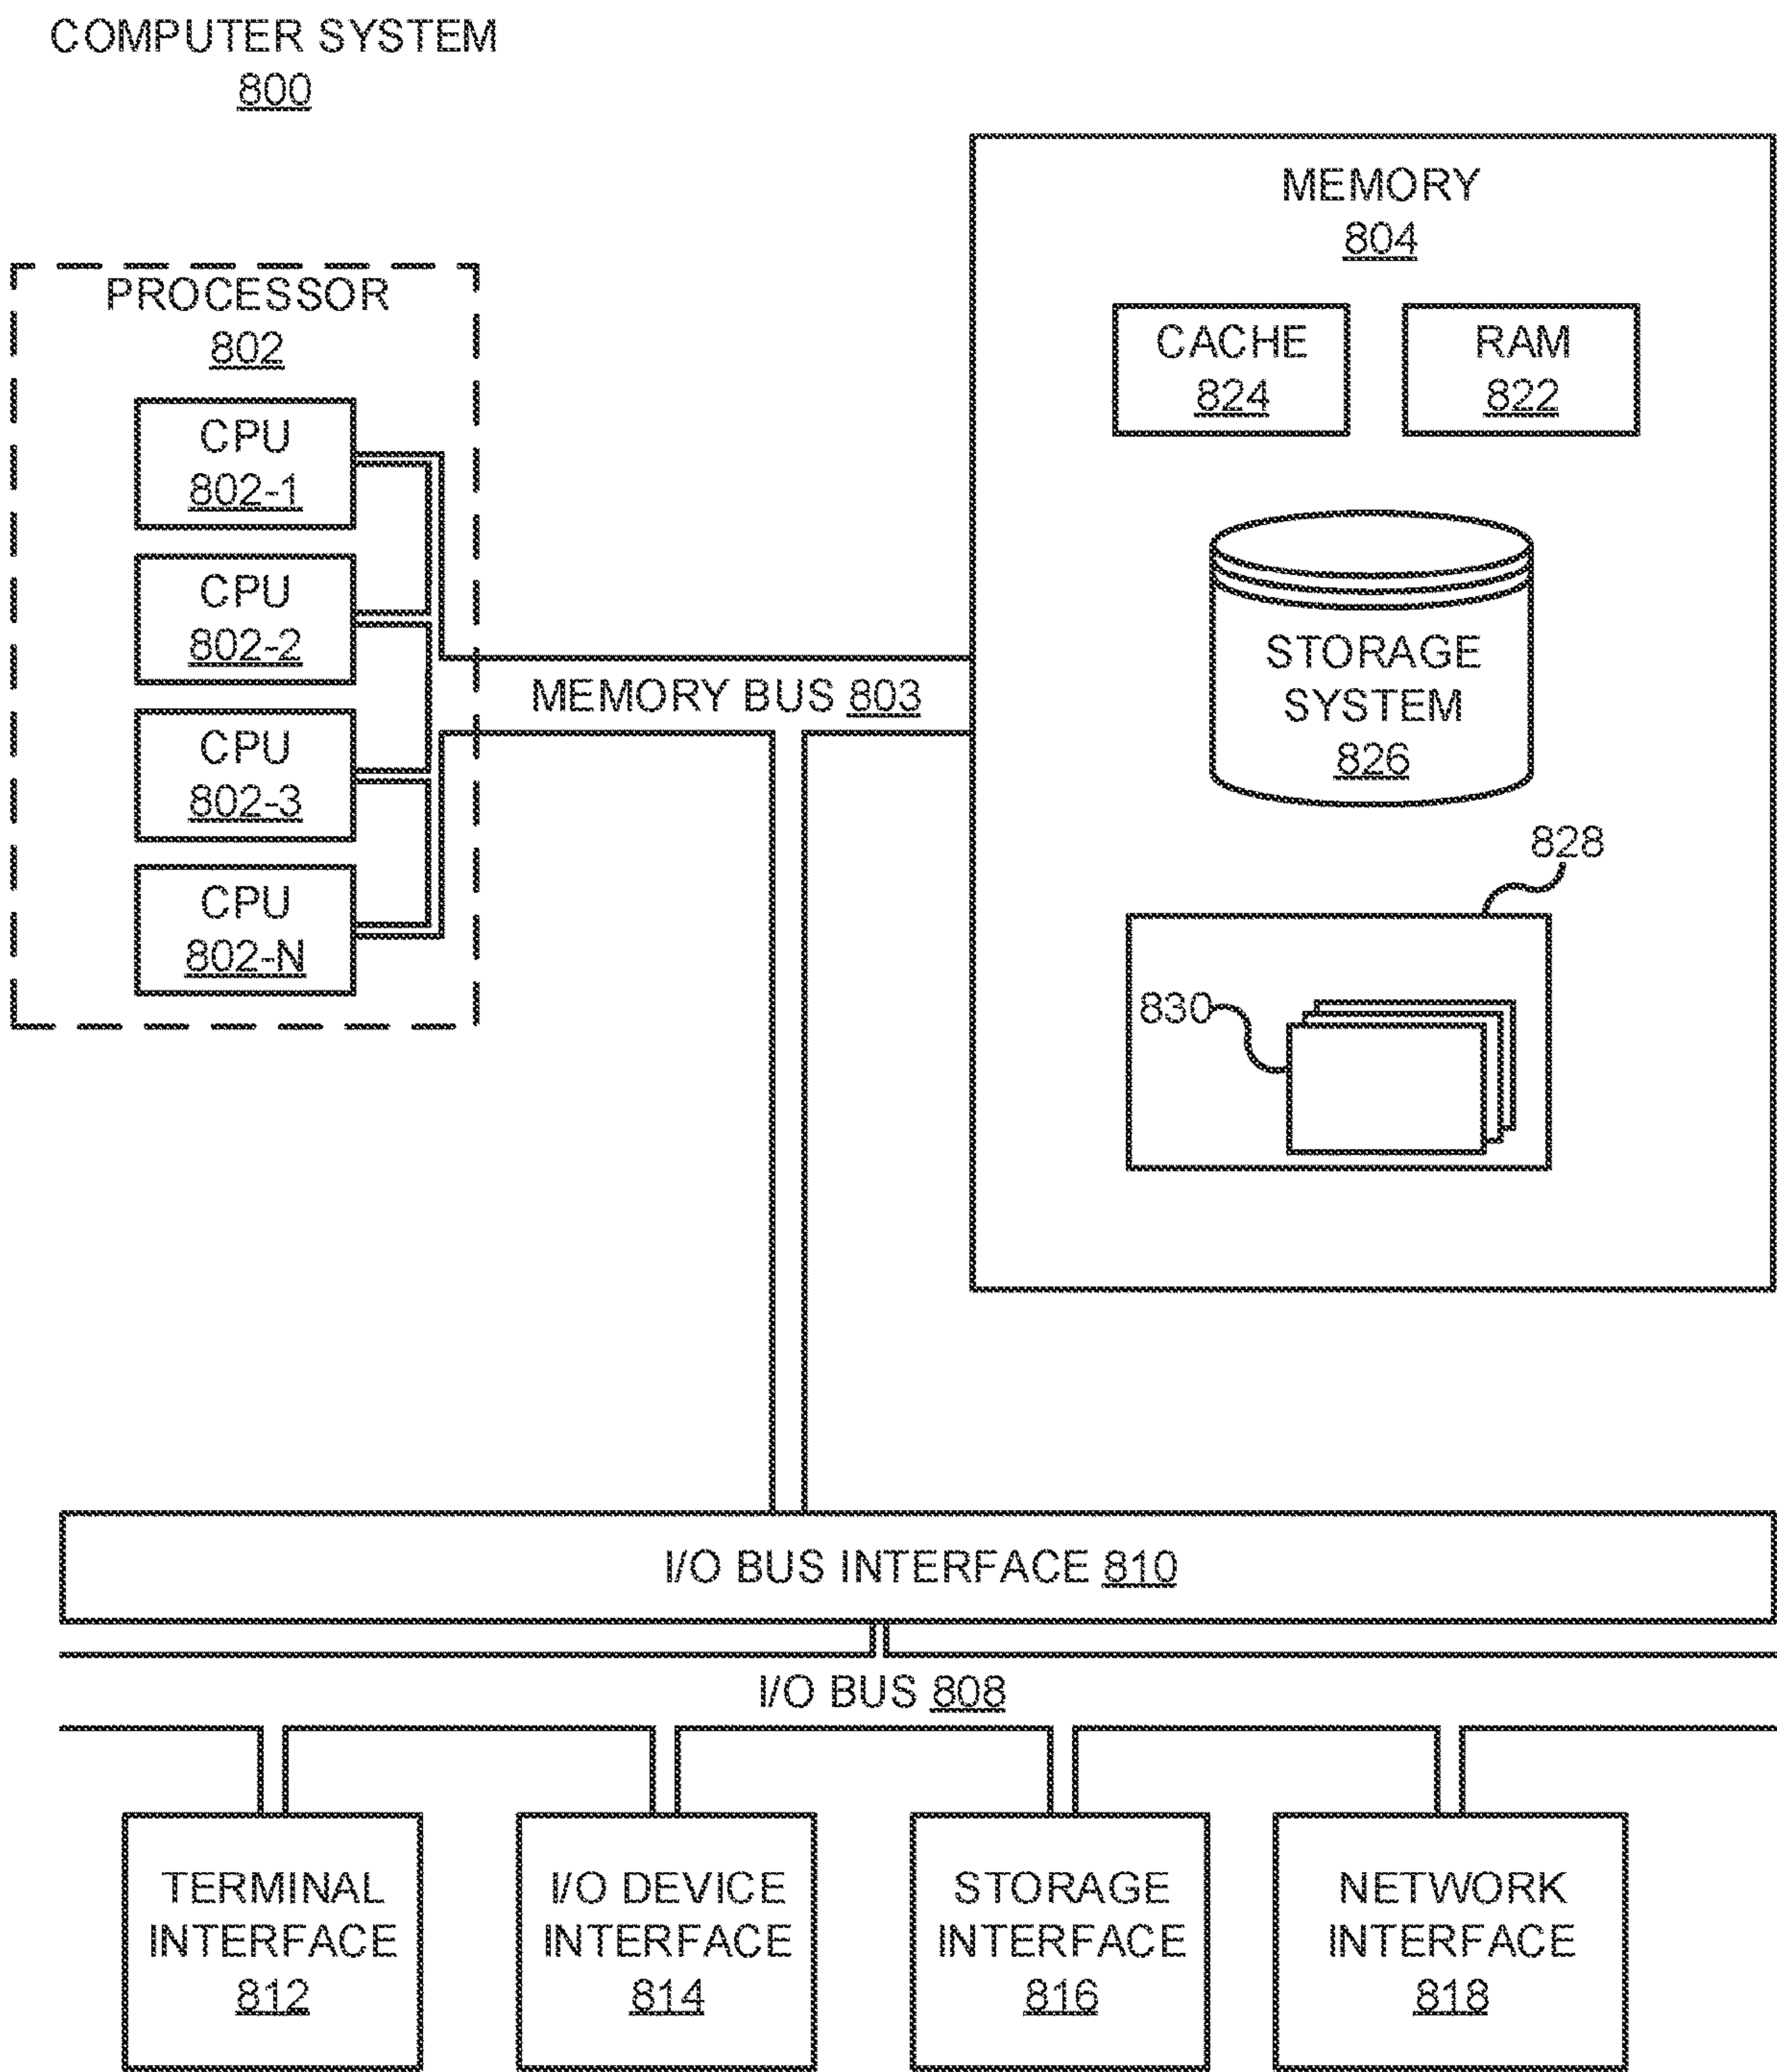 COMPUTER SYSTEM
800
PROCESSOR
802
CPU
802-1
CPU
802-2
CPU
802-3
CPU
802-N
MEMORY BUS 803
MEMORY
804
CACHE
824
RAM
822
STORAGE
SYSTEM
826
828
830
I/O BUS INTERFACE 810
I/O BUS 808
TERMINAL
INTERFACE
812
I/O DEVICE
INTERFACE
814
STORAGE
INTERFACE
816
NETWORK
INTERFACE
818